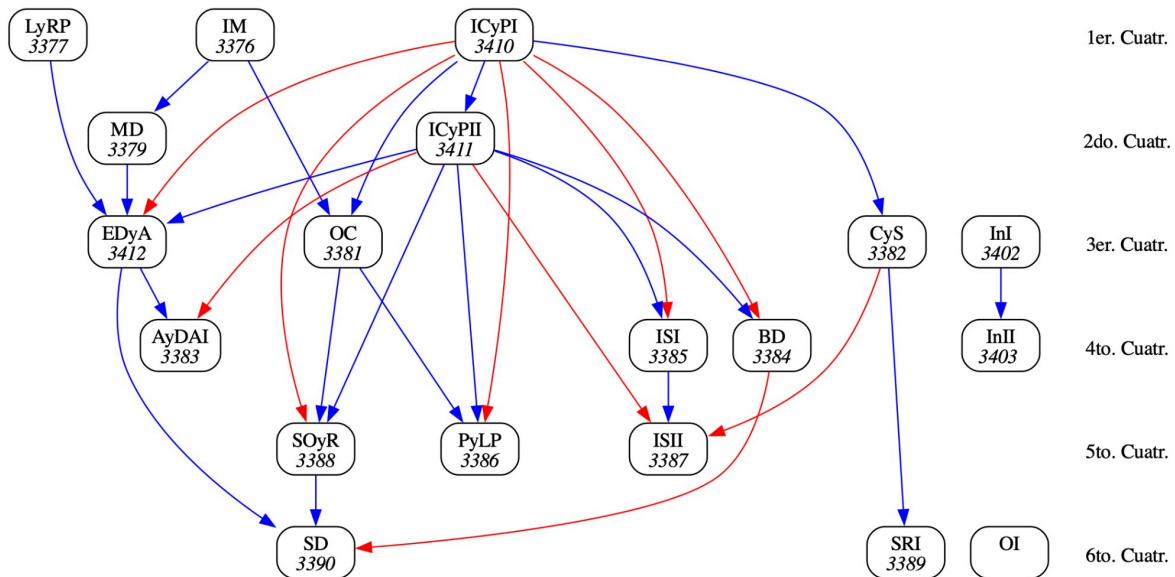 LyRP
3377
IM
3376
ICyPI
3410
1er. Cuatr.
MD
3379
ICyPII
3411
2do. Cuatr.
EDyA
3412
OC
3381
CyS
3382
InI
3402
3er. Cuatr.
AyDAI
3383
ISI
3385
BD
3384
InII
3403
4to. Cuatr.
SOyR
3388
PyLP
3386
ISII
3387
5to. Cuatr.
SD
3390
SRI
3389
OI
6to. Cuatr.